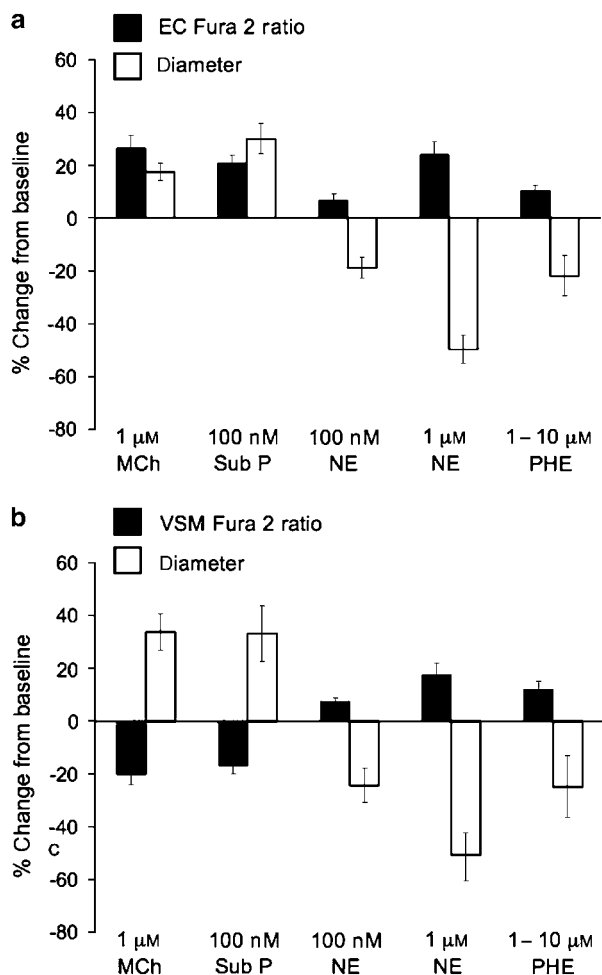 a
EC Fura 2 ratio
Diameter
% Change from baseline
60
40
20
0
-20
-40
-60
-80
1 μM
MCh
100 nM
Sub P
100 nM
NE
1 μM
NE
1 – 10 μM
PHE
b
VSM Fura 2 ratio
Diameter
% Change from baseline
60
40
20
0
-20
-40
c
-60
-80
1 μM
MCh
100 nM
Sub P
100 nM
NE
1 μM
NE
1 – 10 μM
PHE